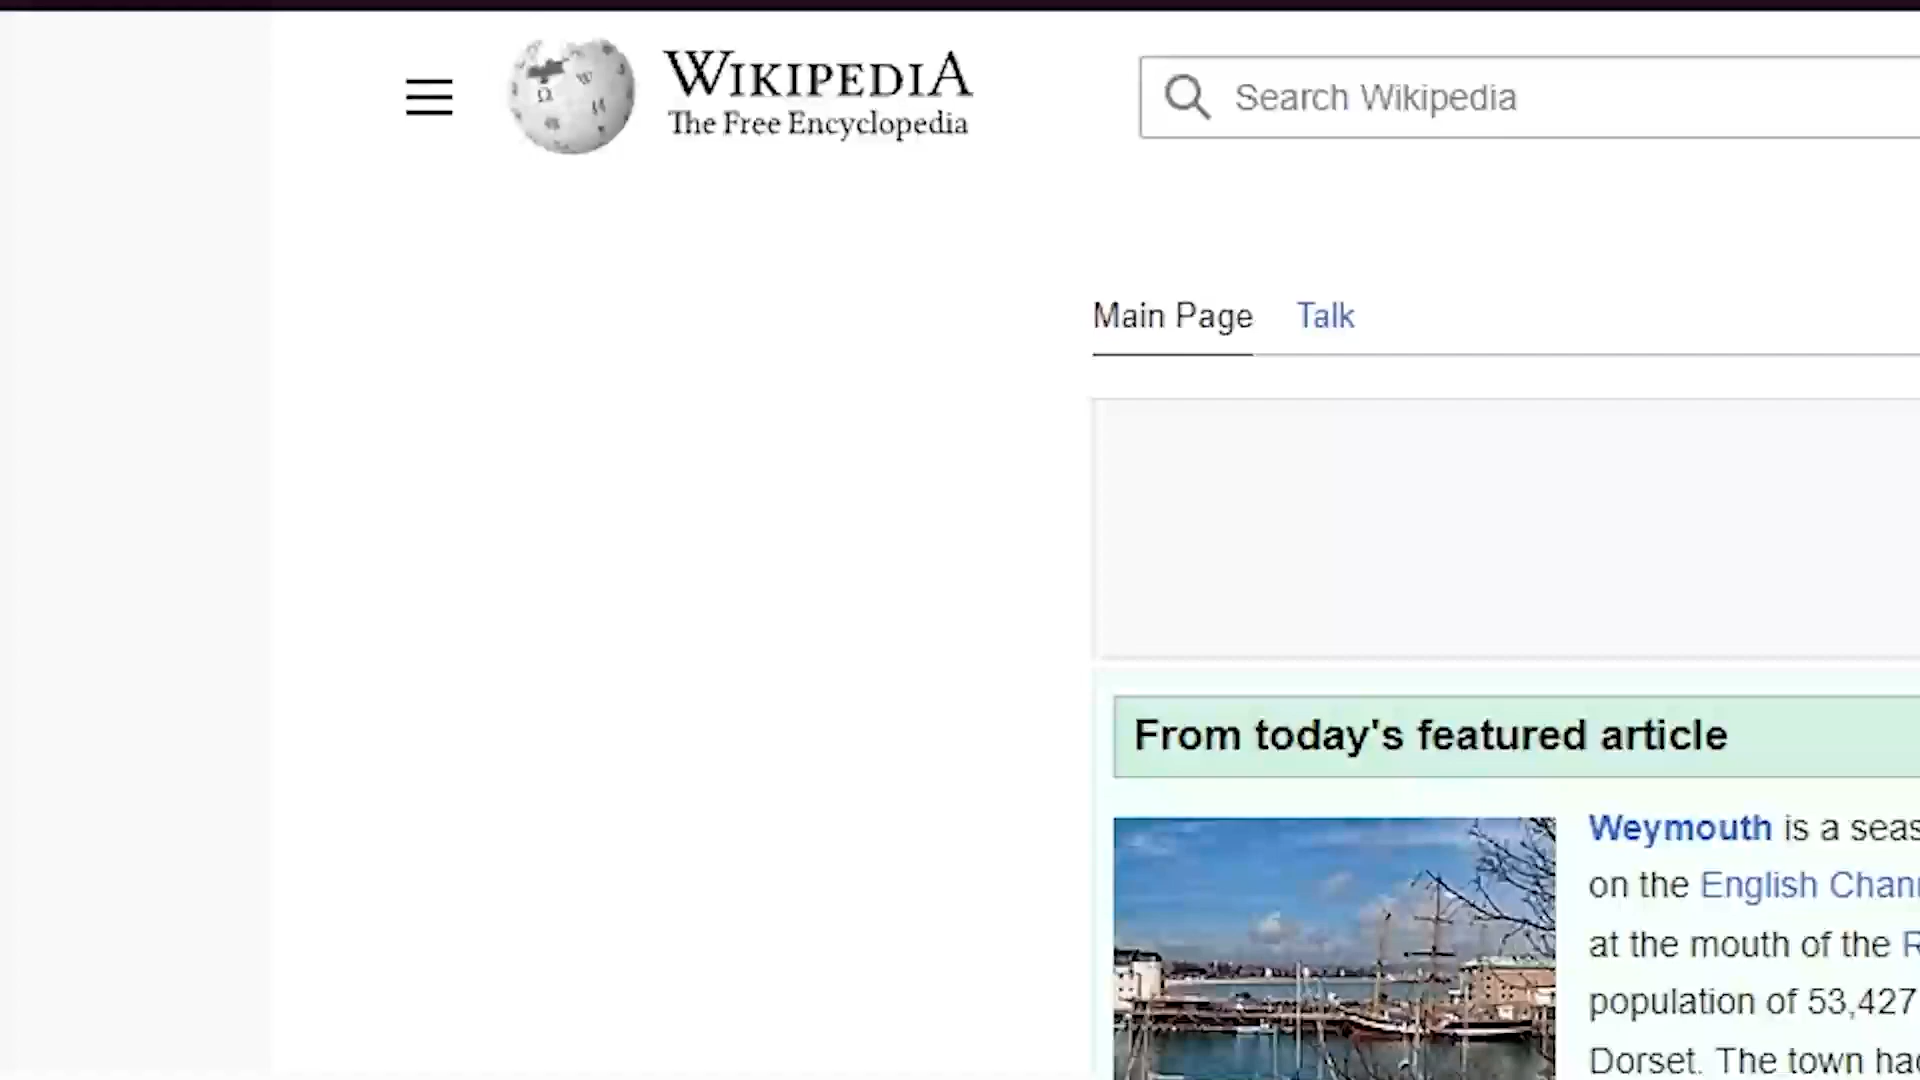 WIKIPEDIA
The Free Encyclopedia
Search Wikipedia
Main Page Talk
From today's featured article
Weymouth is a seas
on the English Chan
at the mouth of the R
population of 53,427
Dorset. The town had